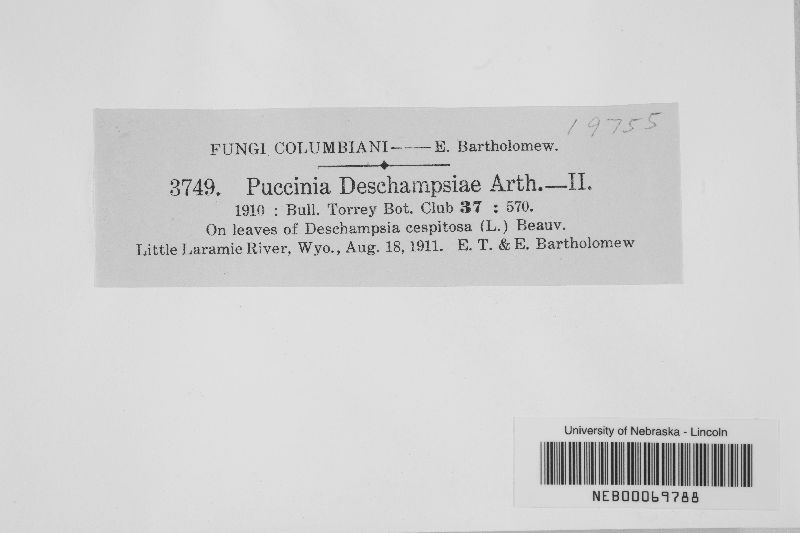 19755
FUNGI COLUMBIANI—— E. Bartholomew.
3749. Puccinia Deschampsiae Arth.—II.
1910 : Bull. Torrey Bot. Club 37 : 570.
On leaves of Deschampsia cespitosa (L.) Beauv.
Little Laramie River, Wyo., Aug. 18, 1911. E. T. & E. Bartholomew
University of Nebraska - Lincoln
NEB00069788